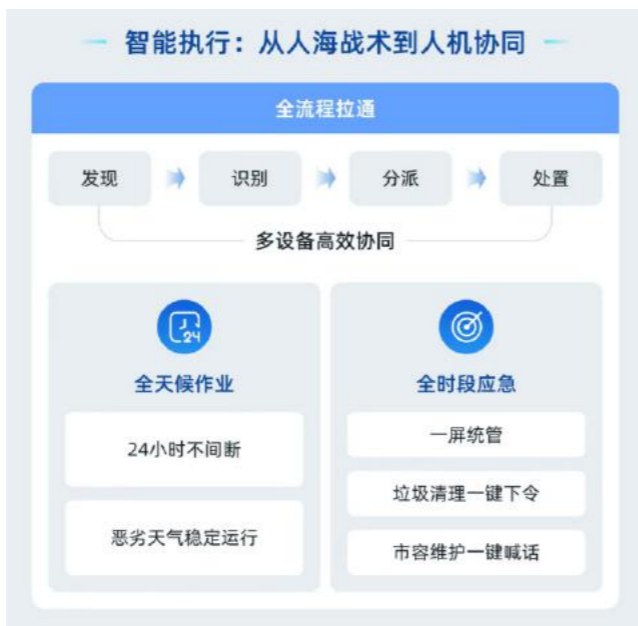 智能执行：从人海战术到人机协同
全流程拉通
发现
识别
分派
处置
多设备高效协同
24
全天候作业
24小时不间断
恶劣天气稳定运行
全时段应急
一屏统管
垃圾清理一键下令
市容维护一键喊话